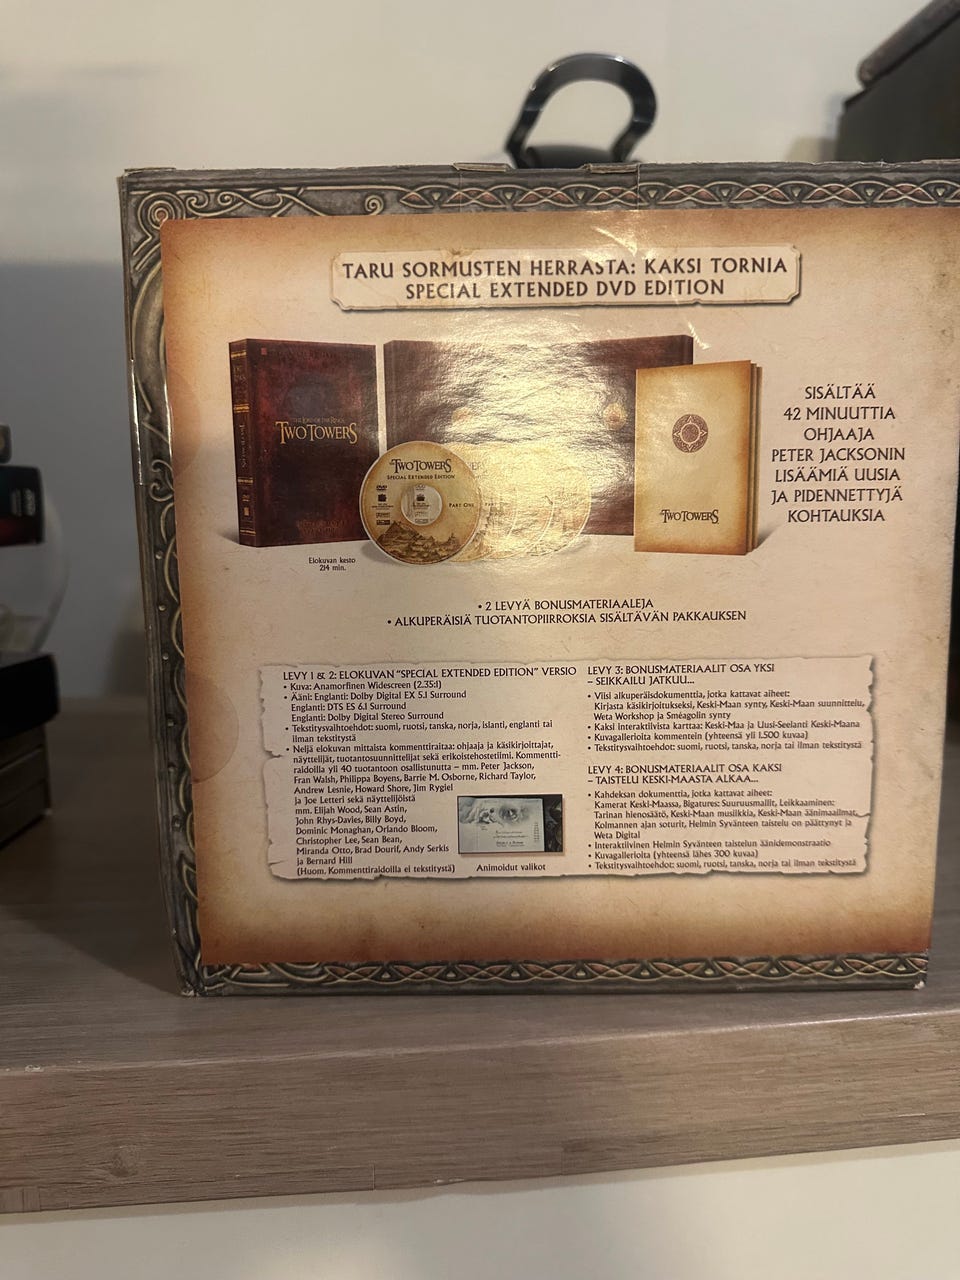 TARU SORMUSTEN HERRASTA: KAKSI TORNIA
SPECIAL EXTENDED DVD EDITION
THE LORD OF THE RINGS
TWO TOWERS
TWO TOWERS
SPECIAL EXTENDED EDITION
PART ONE
TWO TOWERS
SISÄLTÄÄ
42 MINUUTTIA
OHJAAJA
PETER JACKSONIN
LISÄÄMIÄ UUSIA
JA PIDENNETTYJÄ
KOHTAUKSIA
Elokuvan kesto
214 min.
• 2 LEVYÄ BONUSMATERIAALEJA
• ALKUPERÄISIÄ TUOTANTOPIIRROKSIA SISÄLTÄVÄN PAKKAUKSEN
LEVY 1 & 2: ELOKUVAN "SPECIAL EXTENDED EDITION" VERSIO
• Kuva: Anamorfinen Widescreen (2.35:1)
• Ääni: Englanti: Dolby Digital EX 5.1 Surround
Englanti: DTS ES 6.1 Surround
Englanti: Dolby Digital Stereo Surround
• Tekstitysvaihtoehdot: suomi, ruotsi, tanska, norja, islanti, englanti tai
ilman tekstitystä
• Neljä elokuvan mittaista kommenttiraitaa: ohjaaja ja käsikirjoittajat,
näyttelijät, tuotantosuunnittelijat sekä erikoistehostetiimi. Kommentti-
raidoilla yli 40 tuotantoon osallistunutta – mm. Peter Jackson,
Fran Walsh, Philippa Boyens, Barrie M. Osborne, Richard Taylor,
Andrew Lesnie, Howard Shore, Jim Rygiel
ja Joe Letteri sekä näyttelijöistä
mm. Elijah Wood, Sean Astin,
John Rhys-Davies, Billy Boyd,
Dominic Monaghan, Orlando Bloom,
Christopher Lee, Sean Bean,
Miranda Otto, Brad Dourif, Andy Serkis
ja Bernard Hill
(Huom. Kommenttiraidoilla ei tekstitystä)
Animoidut valikot
LEVY 3: BONUSMATERIAALIT OSA YKSI
– SEIKKAILU JATKUU...
• Viisi alkuperäisdokumenttia, jotka kattavat aiheet:
Kirjasta käsikirjoitukseksi, Keski-Maan synty, Keski-Maan suunnittelu,
Weta Workshop ja Sméagolin synty
• Kaksi interaktiivista karttaa: Keski-Maa ja Uusi-Seelanti Keski-Maana
• Kuvagallerioita kommentein (yhteensä yli 1.500 kuvaa)
• Tekstitysvaihtoehdot: suomi, ruotsi, tanska, norja tai ilman tekstitystä
LEVY 4: BONUSMATERIAALIT OSA KAKSI
– TAISTELU KESKI-MAASTA ALKAA...
• Kahdeksan dokumenttia, jotka kattavat aiheet:
Kamerat Keski-Maassa, Bigatures: Suuruusmallit, Leikkaaminen:
Tarinan hienosäätö, Keski-Maan musiikkia, Keski-Maan äänimaailmat,
Kolmannen ajan soturit, Helmin Syvänteen taistelu on päättynyt ja
Weta Digital
• Interaktiivinen Helmin Syvänteen taistelun äänidemonstraatio
• Kuvagallerioita (yhteensä lähes 300 kuvaa)
• Tekstitysvaihtoehdot: suomi, ruotsi, tanska, norja tai ilman tekstitystä